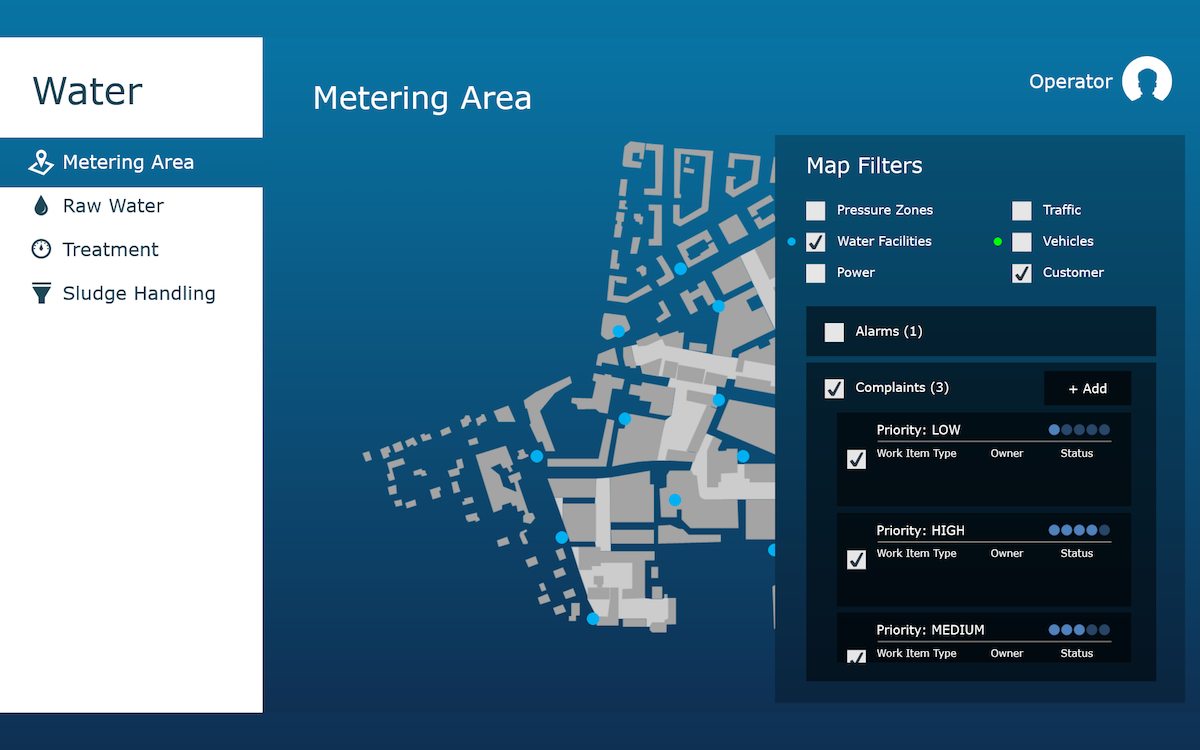 Water
Metering Area
Raw Water
Treatment
Sludge Handling
Metering Area
Operator
Map Filters
Pressure Zones
Traffic
Water Facilities
Vehicles
Power
Customer
Alarms (1)
Complaints (3)
+ Add
Priority: LOW
Work Item Type Owner Status
Priority: HIGH
Work Item Type Owner Status
Priority: MEDIUM
Work Item Type Owner Status